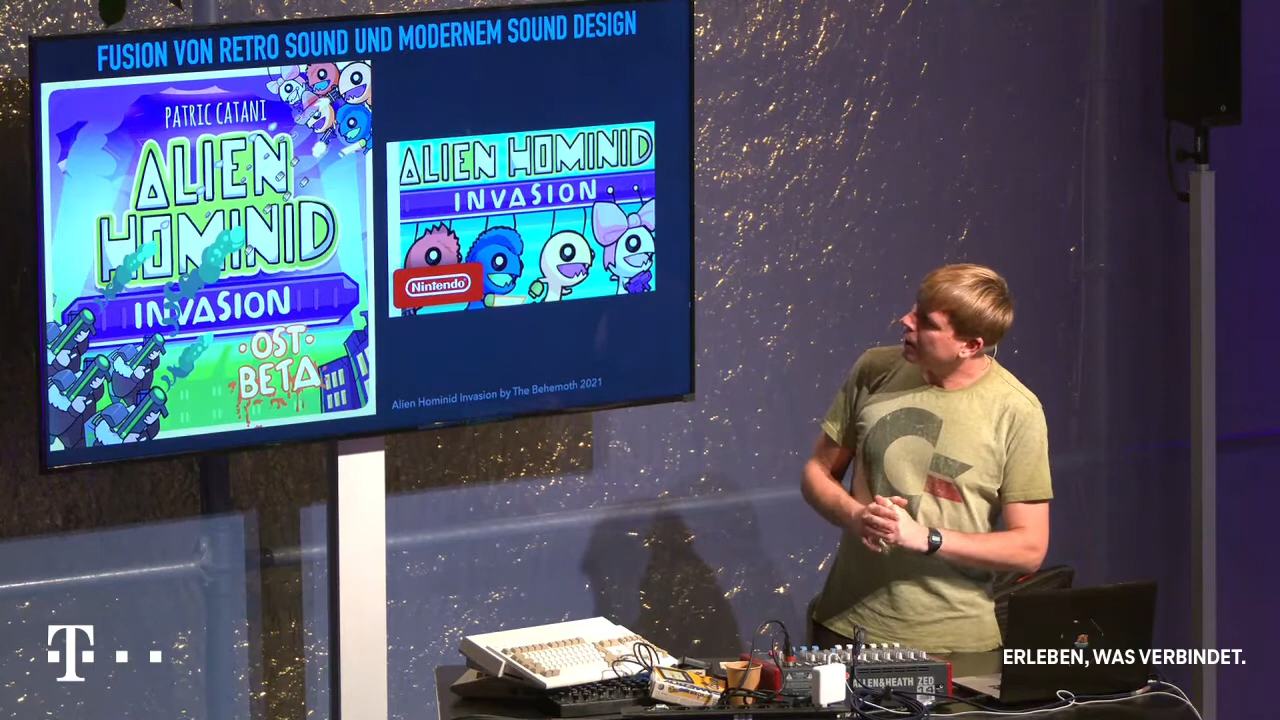 FUSION VON RETRO SOUND UND MODERNEM SOUND DESIGN
PATRIC CATANI
ALIEN
HOMINID
INVASION
·OST·
BETA
ALIEN HOMINID
INVASION
Nintendo
Alien Hominid Invasion by The Behemoth 2021
ALLEN&HEATH ZED
T
ERLEBEN, WAS VERBINDET.